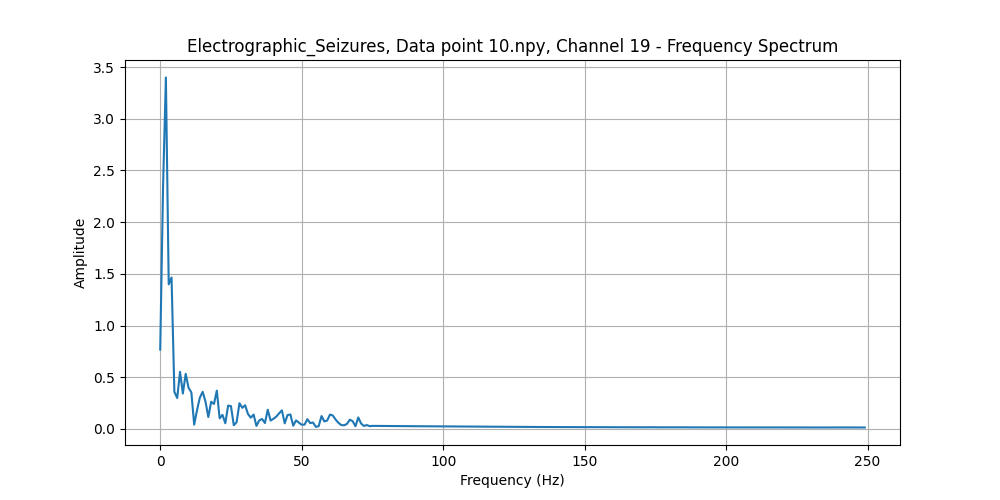 Electrographic_Seizures, Data point 10.npy, Channel 19 - Frequency Spectrum
3.5
3.0
2.5
2.0
1.5
1.0
0.5
0.0
Amplitude
0 50 100 150 200 250
Frequency (Hz)